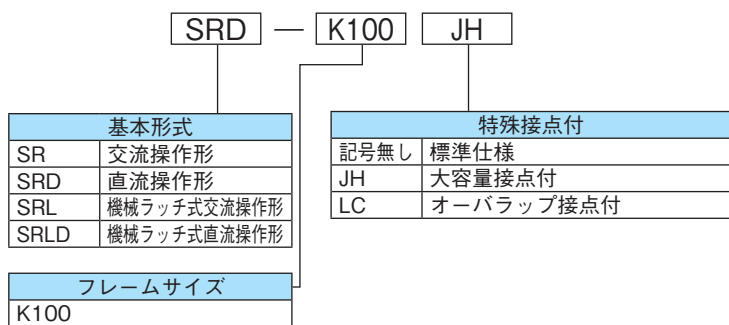 SRD — K100 JH
基本形式
SR 交流操作形
SRD 直流操作形
SRL 機械ラッチ式交流操作形
SRLD 機械ラッチ式直流操作形
フレームサイズ
K100
特殊接点付
記号無し 標準仕様
JH 大容量接点付
LC オーバラップ接点付